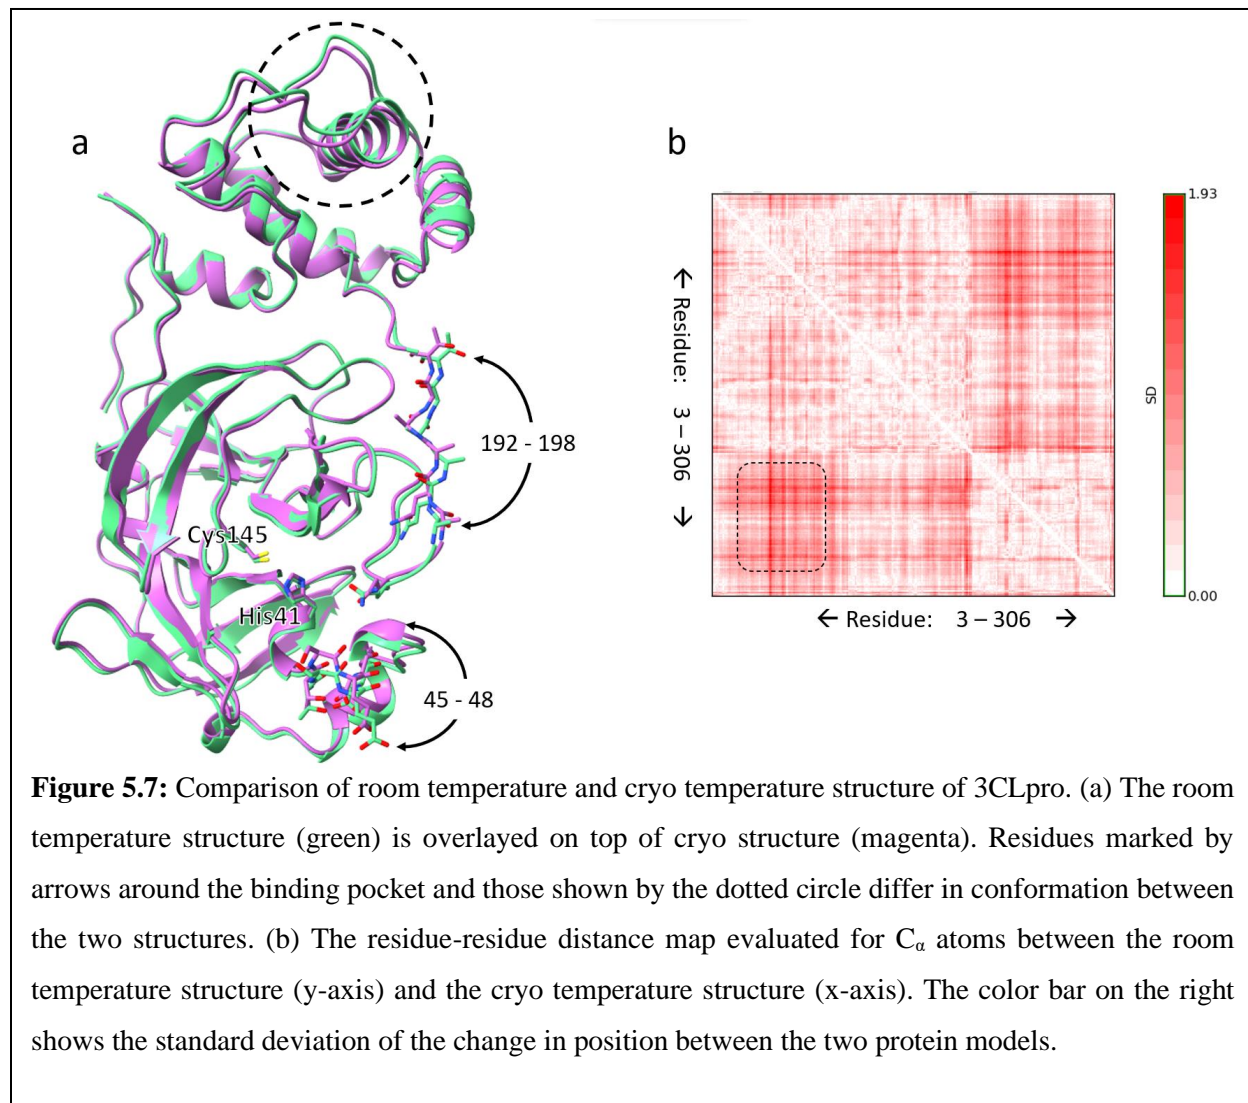 a
b
192 - 198
Cys145
His41
45 - 48
← Residue: 3 – 306 →
← Residue: 3 – 306 →
1.93
SD
0.00
Figure 5.7: Comparison of room temperature and cryo temperature structure of 3CLpro. (a) The room
temperature structure (green) is overlayed on top of cryo structure (magenta). Residues marked by
arrows around the binding pocket and those shown by the dotted circle differ in conformation between
the two structures. (b) The residue-residue distance map evaluated for Cα atoms between the room
temperature structure (y-axis) and the cryo temperature structure (x-axis). The color bar on the right
shows the standard deviation of the change in position between the two protein models.